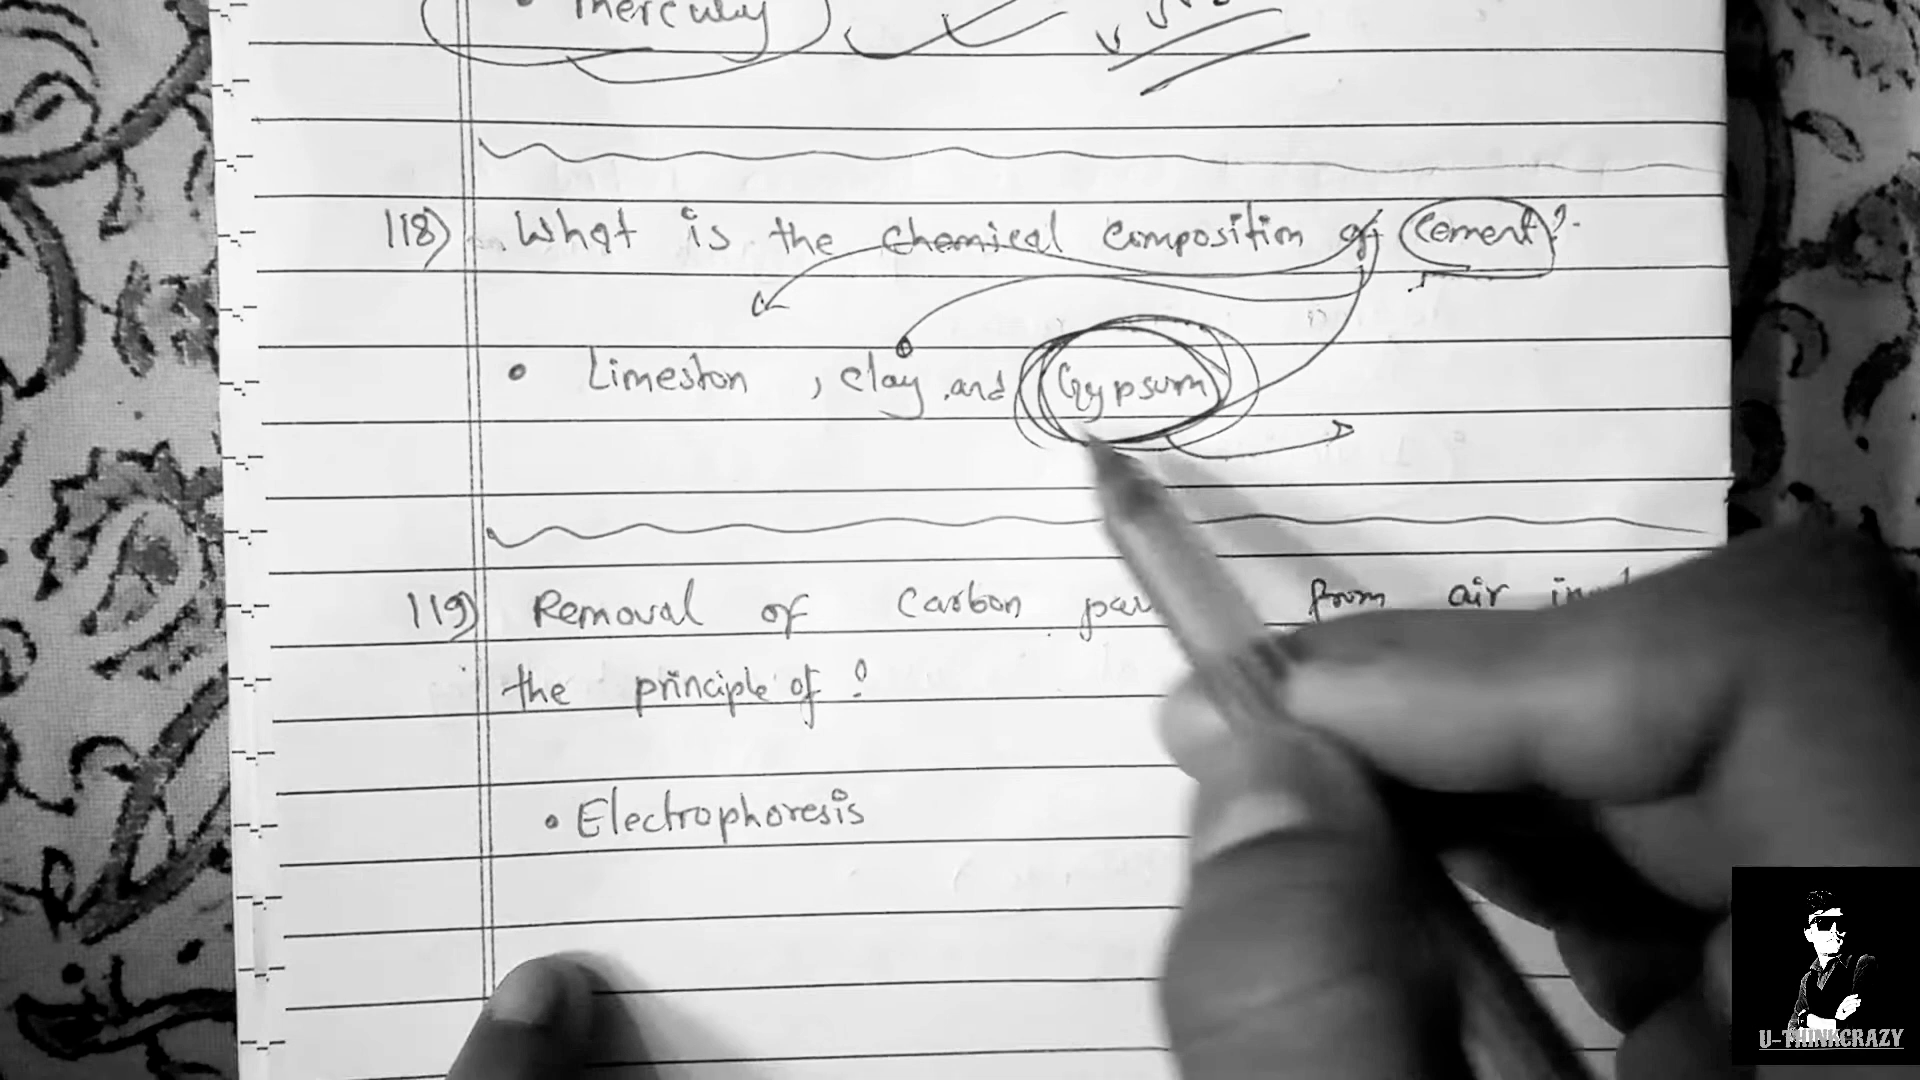 Mercury
118) What is the chemical composition of cement?
• Limeston, clay and Gypsum
119) Removal of Carbon from air
the principle of?
• Electrophoresis
U-THINKCRAZY